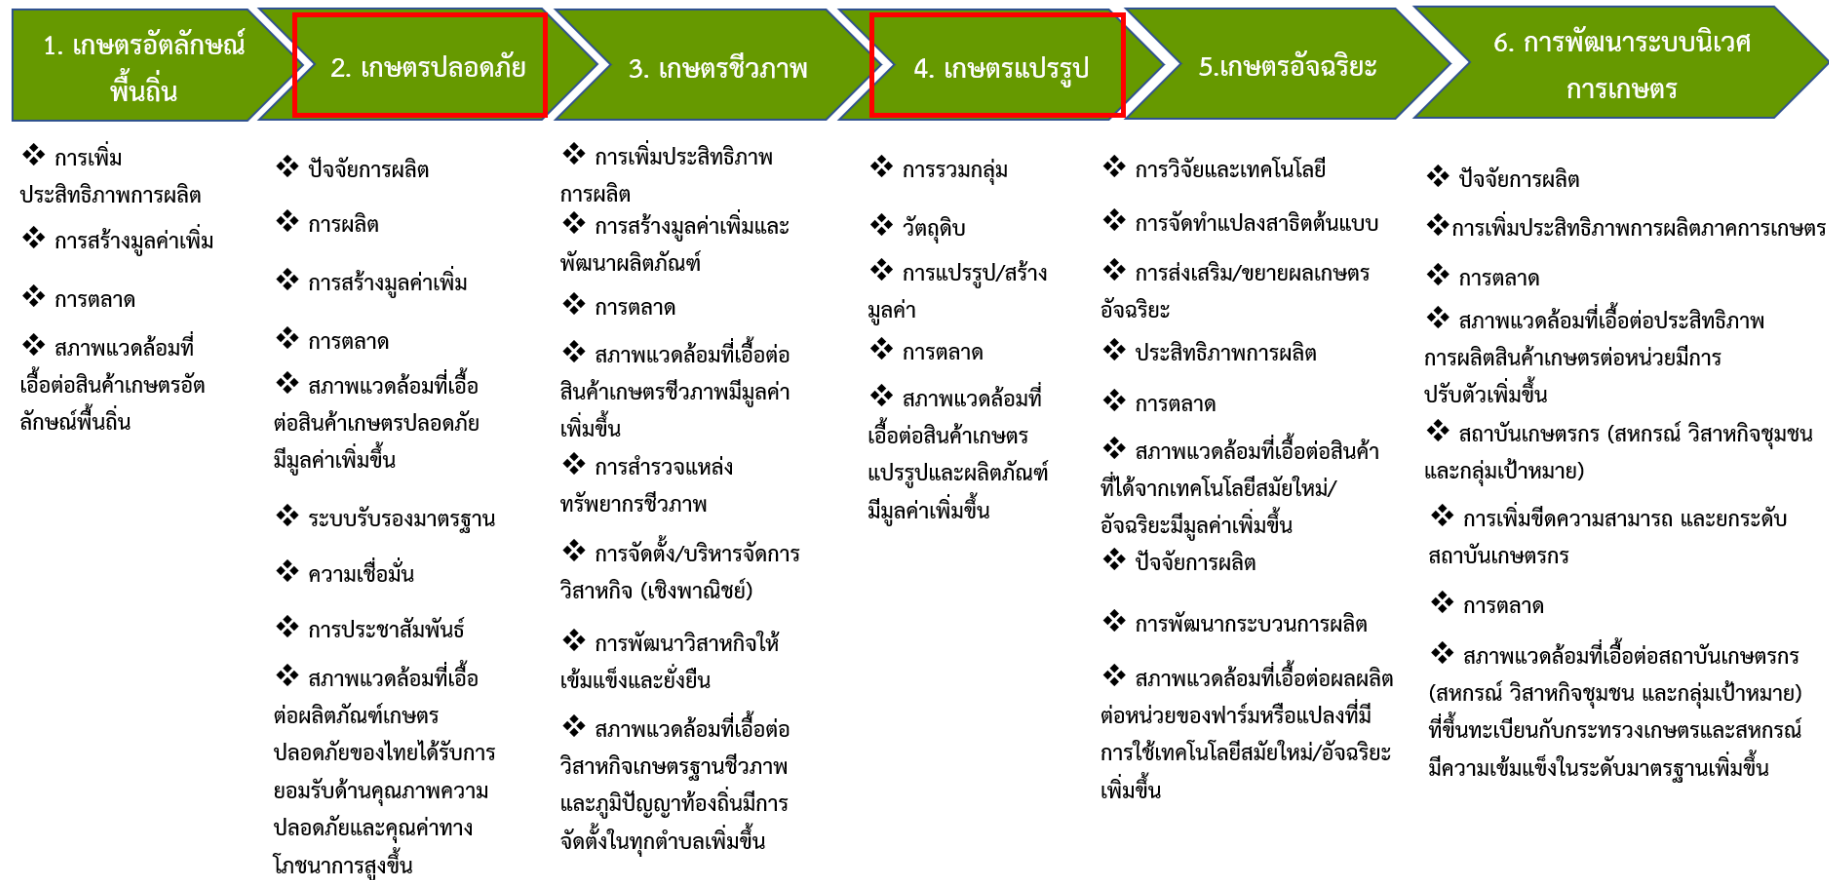 1. เกษตรอัตลักษณ์
พื้นถิ่น
2. เกษตรปลอดภัย
3. เกษตรชีวภาพ
4. เกษตรแปรรูป
5.เกษตรอัจฉริยะ
6. การพัฒนาระบบนิเวศ
การเกษตร
❖ การเพิ่ม
ประสิทธิภาพการผลิต
❖ การสร้างมูลค่าเพิ่ม
❖ การตลาด
❖ สภาพแวดล้อมที่
เอื้อต่อสินค้าเกษตรอัต
ลักษณ์พื้นถิ่น
❖ ปัจจัยการผลิต
❖ การผลิต
❖ การสร้างมูลค่าเพิ่ม
❖ การตลาด
❖ สภาพแวดล้อมที่เอื้อ
ต่อสินค้าเกษตรปลอดภัย
มีมูลค่าเพิ่มขึ้น
❖ ระบบรับรองมาตรฐาน
❖ ความเชื่อมั่น
❖ การประชาสัมพันธ์
❖ สภาพแวดล้อมที่เอื้อ
ต่อผลิตภัณฑ์เกษตร
ปลอดภัยของไทยได้รับการ
ยอมรับด้านคุณภาพความ
ปลอดภัยและคุณค่าทาง
โภชนาการสูงขึ้น
❖ การเพิ่มประสิทธิภาพ
การผลิต
❖ การสร้างมูลค่าเพิ่มและ
พัฒนาผลิตภัณฑ์
❖ การตลาด
❖ สภาพแวดล้อมที่เอื้อต่อ
สินค้าเกษตรชีวภาพมีมูลค่า
เพิ่มขึ้น
❖ การสำรวจแหล่ง
ทรัพยากรชีวภาพ
❖ การจัดตั้ง/บริหารจัดการ
วิสาหกิจ (เชิงพาณิชย์)
❖ การพัฒนาวิสาหกิจให้
เข้มแข็งและยั่งยืน
❖ สภาพแวดล้อมที่เอื้อต่อ
วิสาหกิจเกษตรฐานชีวภาพ
และภูมิปัญญาท้องถิ่นมีการ
จัดตั้งในทุกตำบลเพิ่มขึ้น
❖ การรวมกลุ่ม
❖ วัตถุดิบ
❖ การแปรรูป/สร้าง
มูลค่า
❖ การตลาด
❖ สภาพแวดล้อมที่
เอื้อต่อสินค้าเกษตร
แปรรูปและผลิตภัณฑ์
มีมูลค่าเพิ่มขึ้น
❖ การวิจัยและเทคโนโลยี
❖ การจัดทำแปลงสาธิตต้นแบบ
❖ การส่งเสริม/ขยายผลเกษตร
อัจฉริยะ
❖ ประสิทธิภาพการผลิต
❖ การตลาด
❖ สภาพแวดล้อมที่เอื้อต่อสินค้า
ที่ได้จากเทคโนโลยีสมัยใหม่/
อัจฉริยะมีมูลค่าเพิ่มขึ้น
❖ ปัจจัยการผลิต
❖ การพัฒนากระบวนการผลิต
❖ สภาพแวดล้อมที่เอื้อต่อผลผลิต
ต่อหน่วยของฟาร์มหรือแปลงที่มี
การใช้เทคโนโลยีสมัยใหม่/อัจฉริยะ
เพิ่มขึ้น
❖ ปัจจัยการผลิต
❖การเพิ่มประสิทธิภาพการผลิตภาคการเกษตร
❖ การตลาด
❖ สภาพแวดล้อมที่เอื้อต่อประสิทธิภาพ
การผลิตสินค้าเกษตรต่อหน่วยมีการ
ปรับตัวเพิ่มขึ้น
❖ สถาบันเกษตรกร (สหกรณ์ วิสาหกิจชุมชน
และกลุ่มเป้าหมาย)
❖ การเพิ่มขีดความสามารถ และยกระดับ
สถาบันเกษตรกร
❖ การตลาด
❖ สภาพแวดล้อมที่เอื้อต่อสถาบันเกษตรกร
(สหกรณ์ วิสาหกิจชุมชน และกลุ่มเป้าหมาย)
ที่ขึ้นทะเบียนกับกระทรวงเกษตรและสหกรณ์
มีความเข้มแข็งในระดับมาตรฐานเพิ่มขึ้น